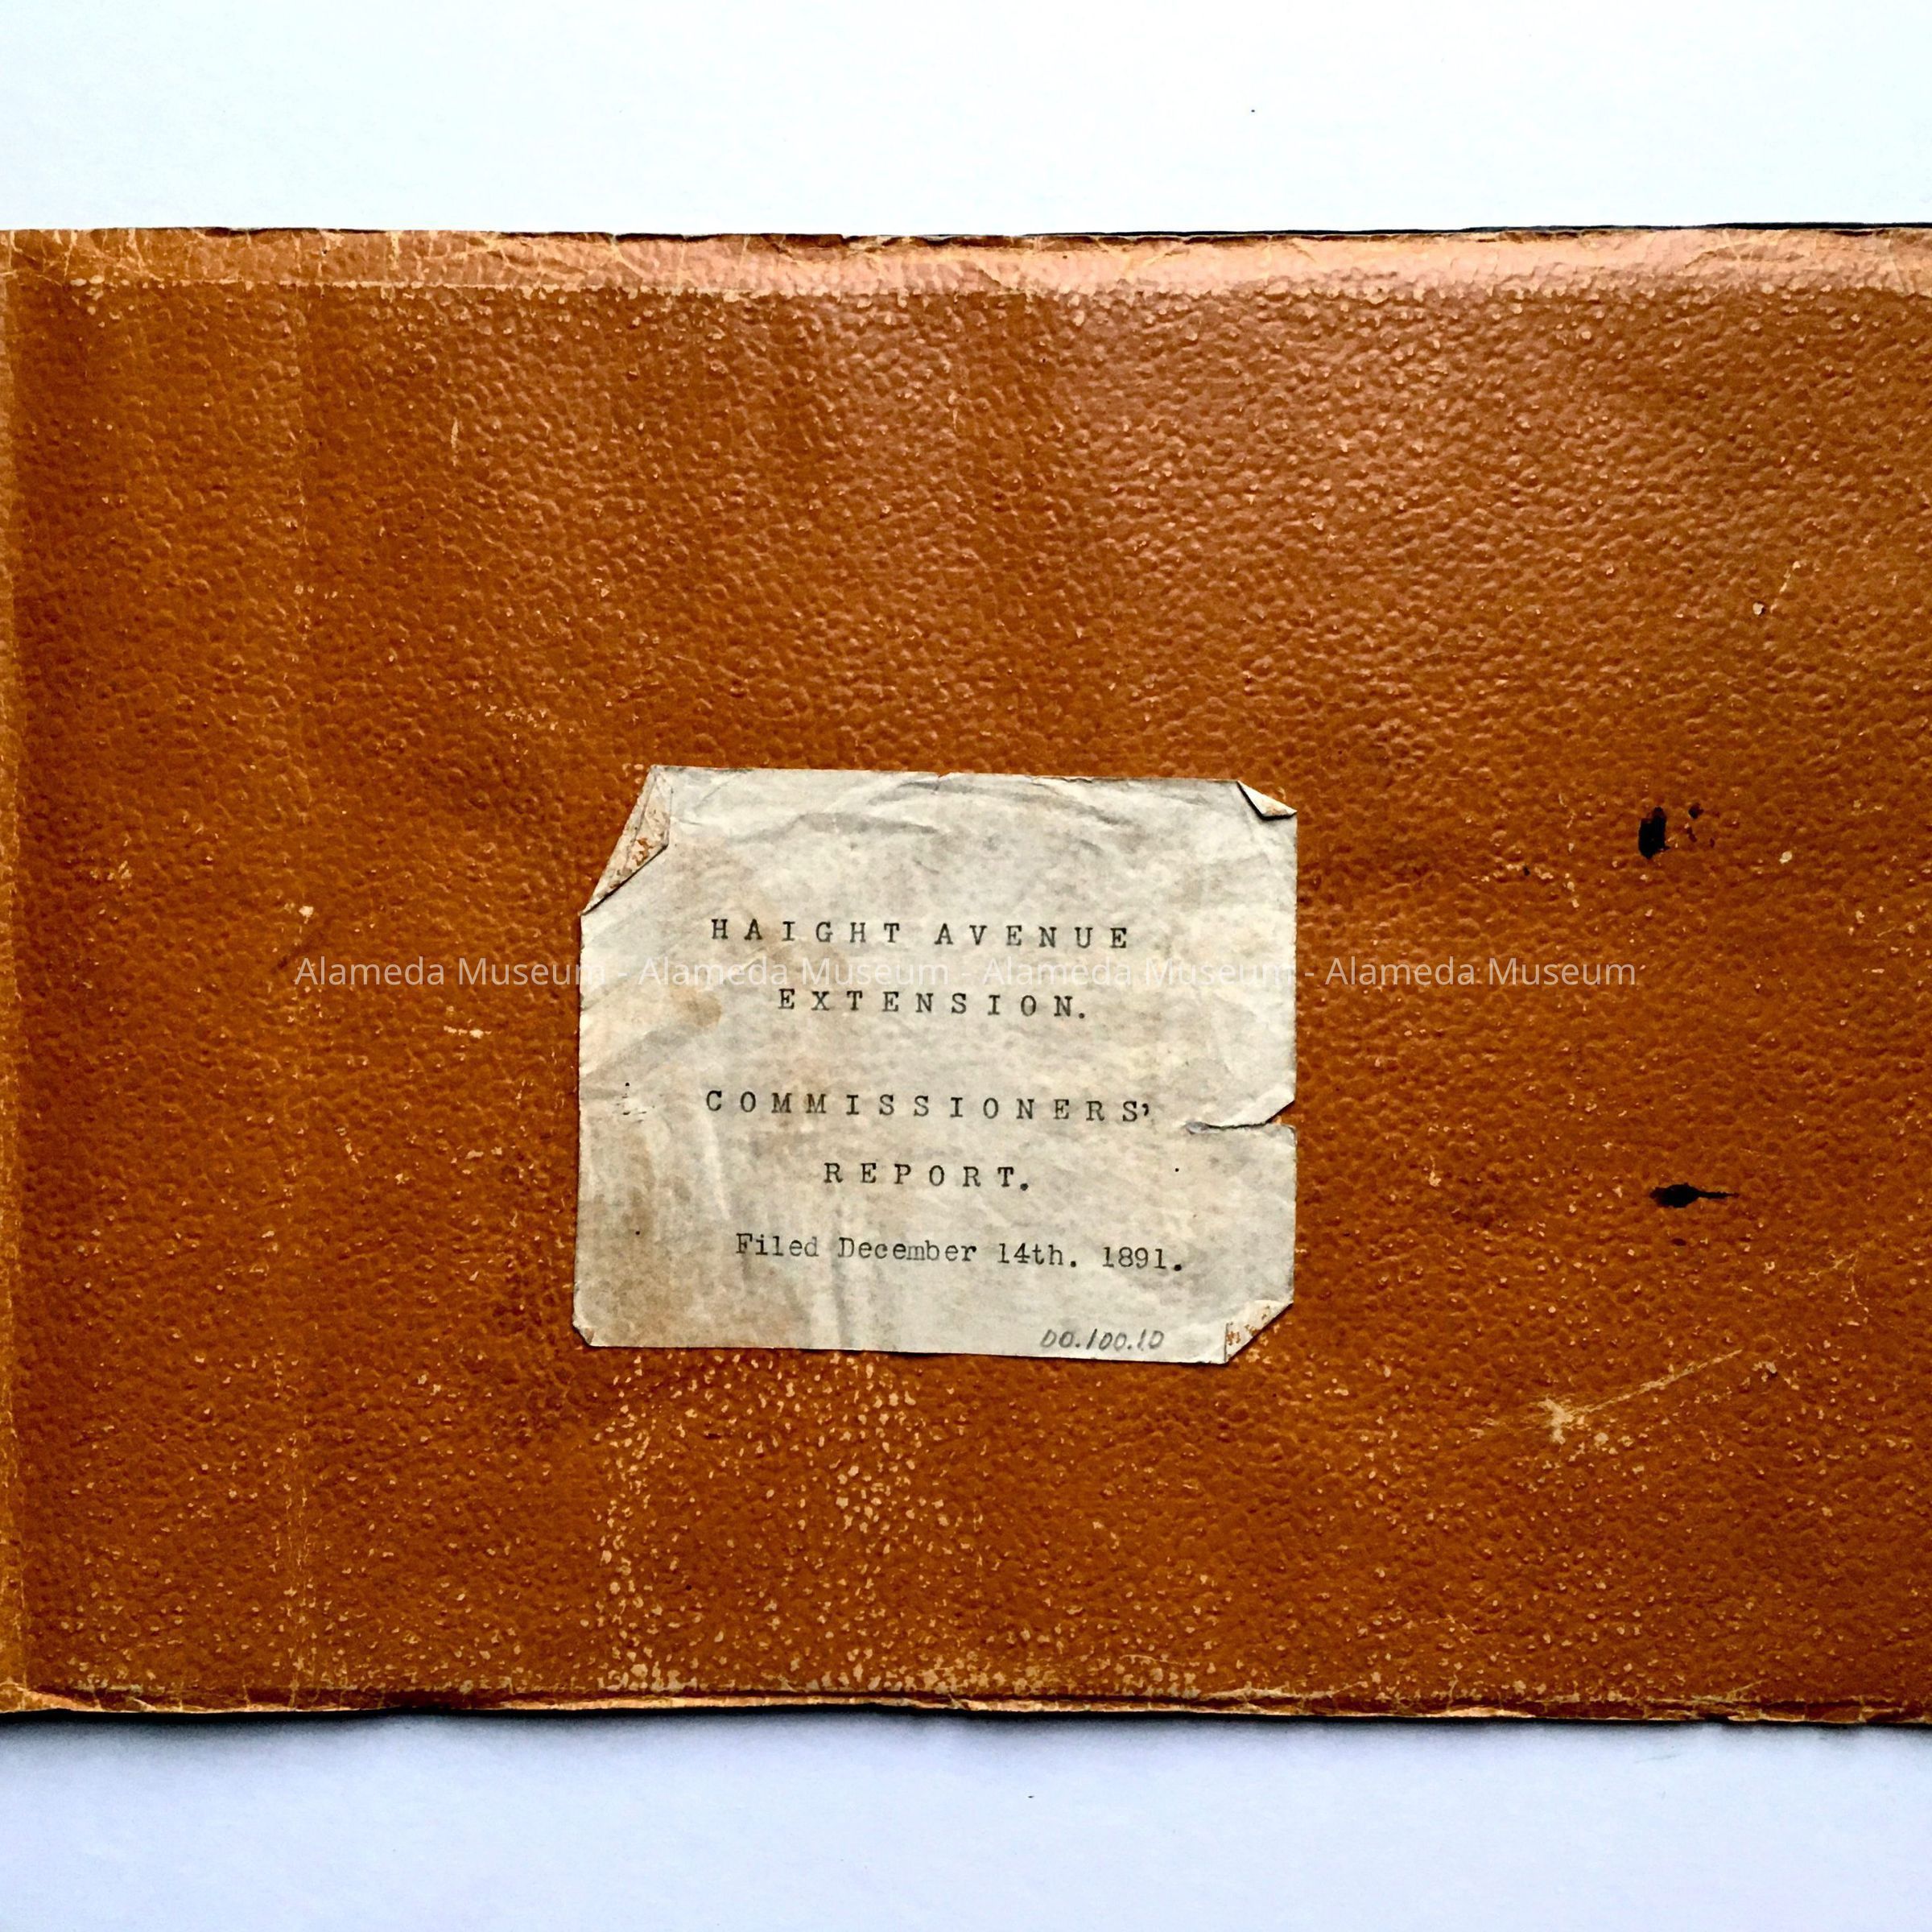 HAIGHT AVENUE
Alameda Museum - Alameda Museum - Alameda Museum - Alameda Museum
EXTENSION.
COMMISSIONERS'
REPORT.
Filed December 14th. 1891.
00.100.10